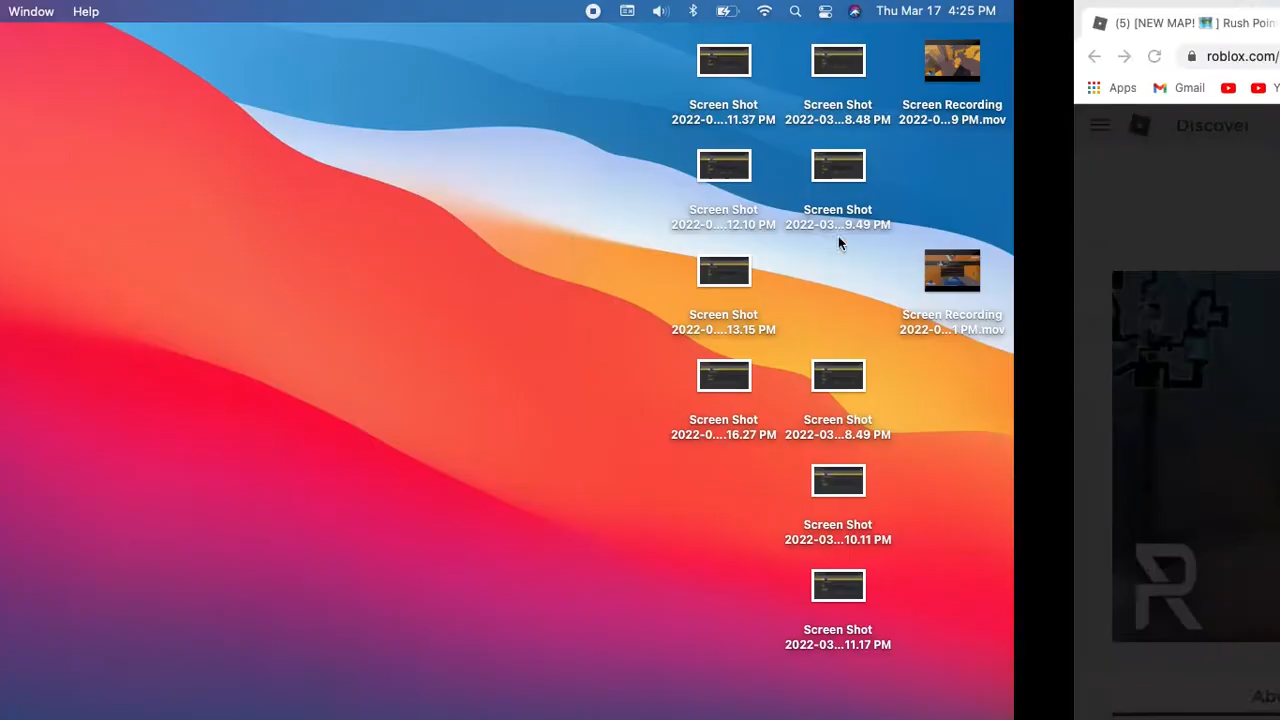 Window Help Thu Mar 17 4:25 PM
Screen Shot
2022-0....11.37 PM
Screen Shot
2022-03...8.48 PM
Screen Recording
2022-0...9 PM.mov
Screen Shot
2022-0....12.10 PM
Screen Shot
2022-03...9.49 PM
Screen Shot
2022-0....13.15 PM
Screen Recording
2022-0...1 PM.mov
Screen Shot
2022-0....16.27 PM
Screen Shot
2022-03...8.49 PM
Screen Shot
2022-03...10.11 PM
Screen Shot
2022-03...11.17 PM
(5) [NEW MAP! 🗺️ ] Rush Poin
roblox.com/
Apps Gmail Y
Discover
R
Ab